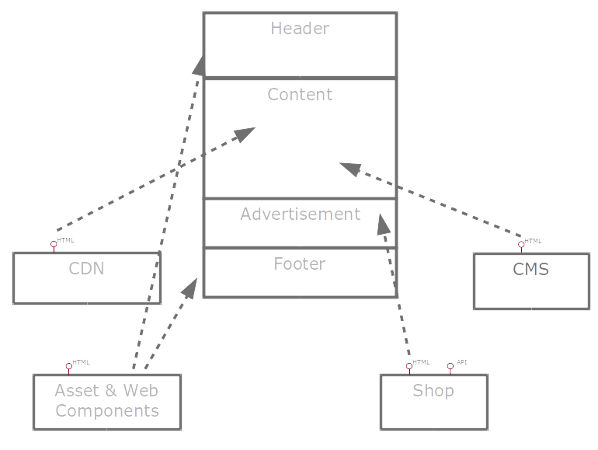 Header
Content
Advertisement
Footer
HTML
CDN
HTML
CMS
HTML
Asset & Web
Components
HTML
API
Shop